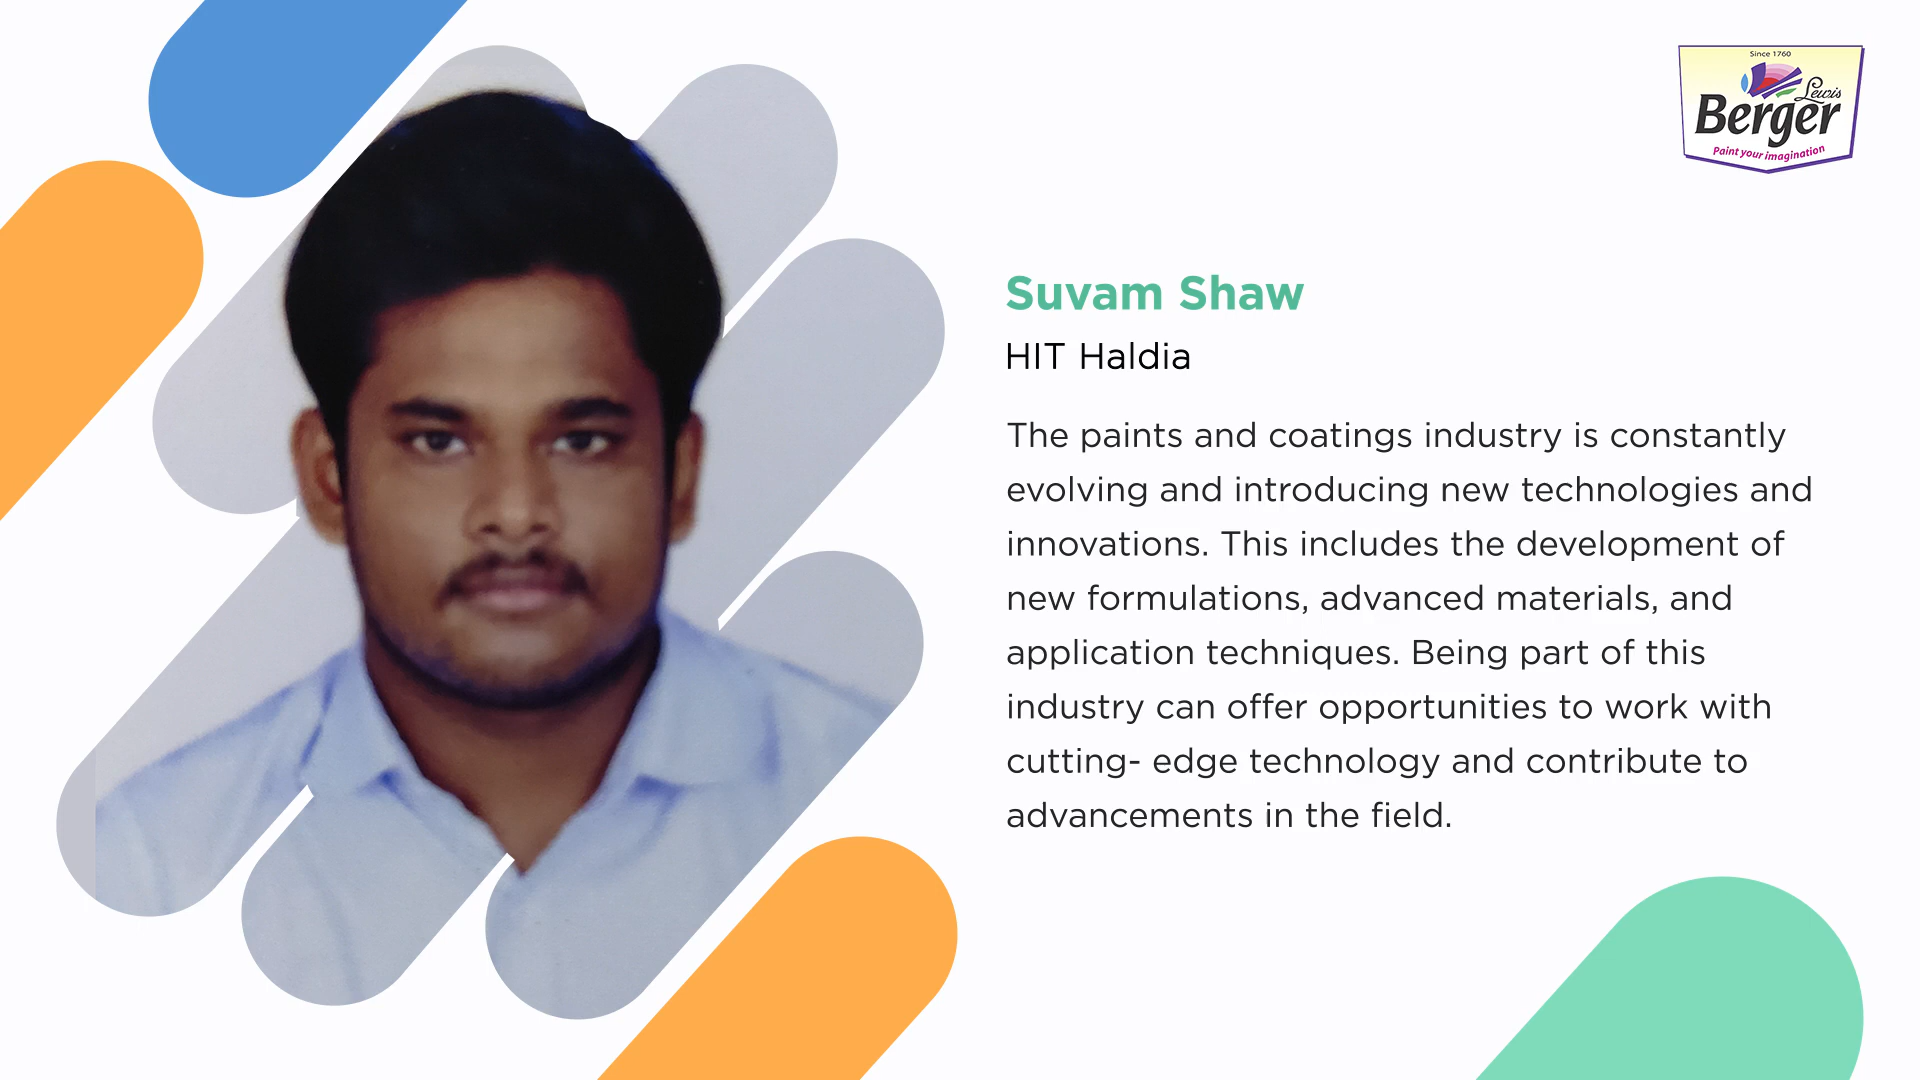 Since 1760
Lewis
Berger
Paint your imagination
Suvam Shaw
HIT Haldia
The paints and coatings industry is constantly
evolving and introducing new technologies and
innovations. This includes the development of
new formulations, advanced materials, and
application techniques. Being part of this
industry can offer opportunities to work with
cutting- edge technology and contribute to
advancements in the field.